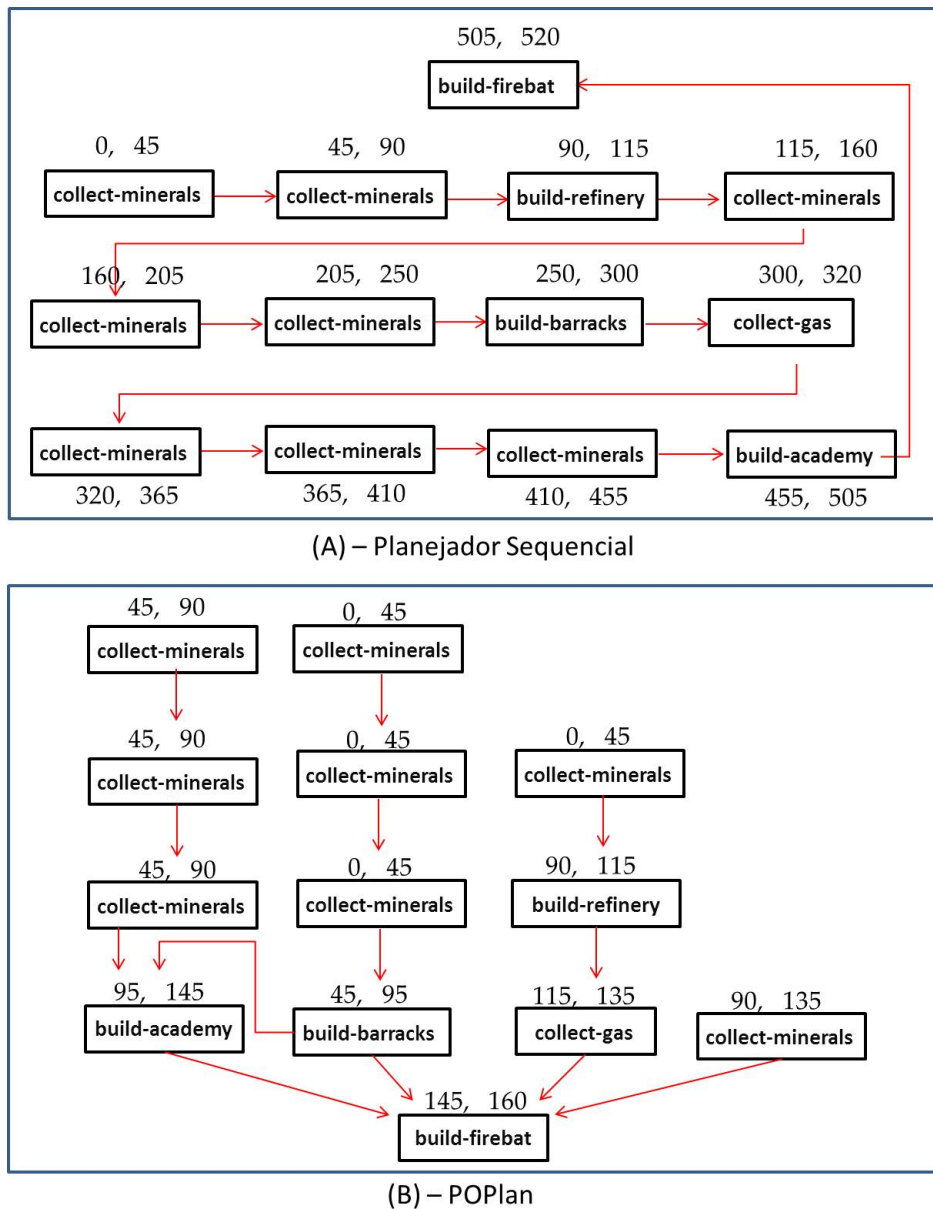 505, 520
build-firebat
0, 45 45, 90 90, 115 115, 160
collect-minerals collect-minerals build-refinery collect-minerals
160, 205 205, 250 250, 300 300, 320
collect-minerals collect-minerals build-barracks collect-gas
collect-minerals collect-minerals collect-minerals build-academy
320, 365 365, 410 410, 455 455, 505
(A) – Planejador Sequencial
45, 90 0, 45
collect-minerals collect-minerals
45, 90 0, 45 0, 45
collect-minerals collect-minerals collect-minerals
45, 90 0, 45 90, 115
collect-minerals collect-minerals build-refinery
95, 145 45, 95 115, 135 90, 135
build-academy build-barracks collect-gas collect-minerals
145, 160
build-firebat
(B) – POPlan